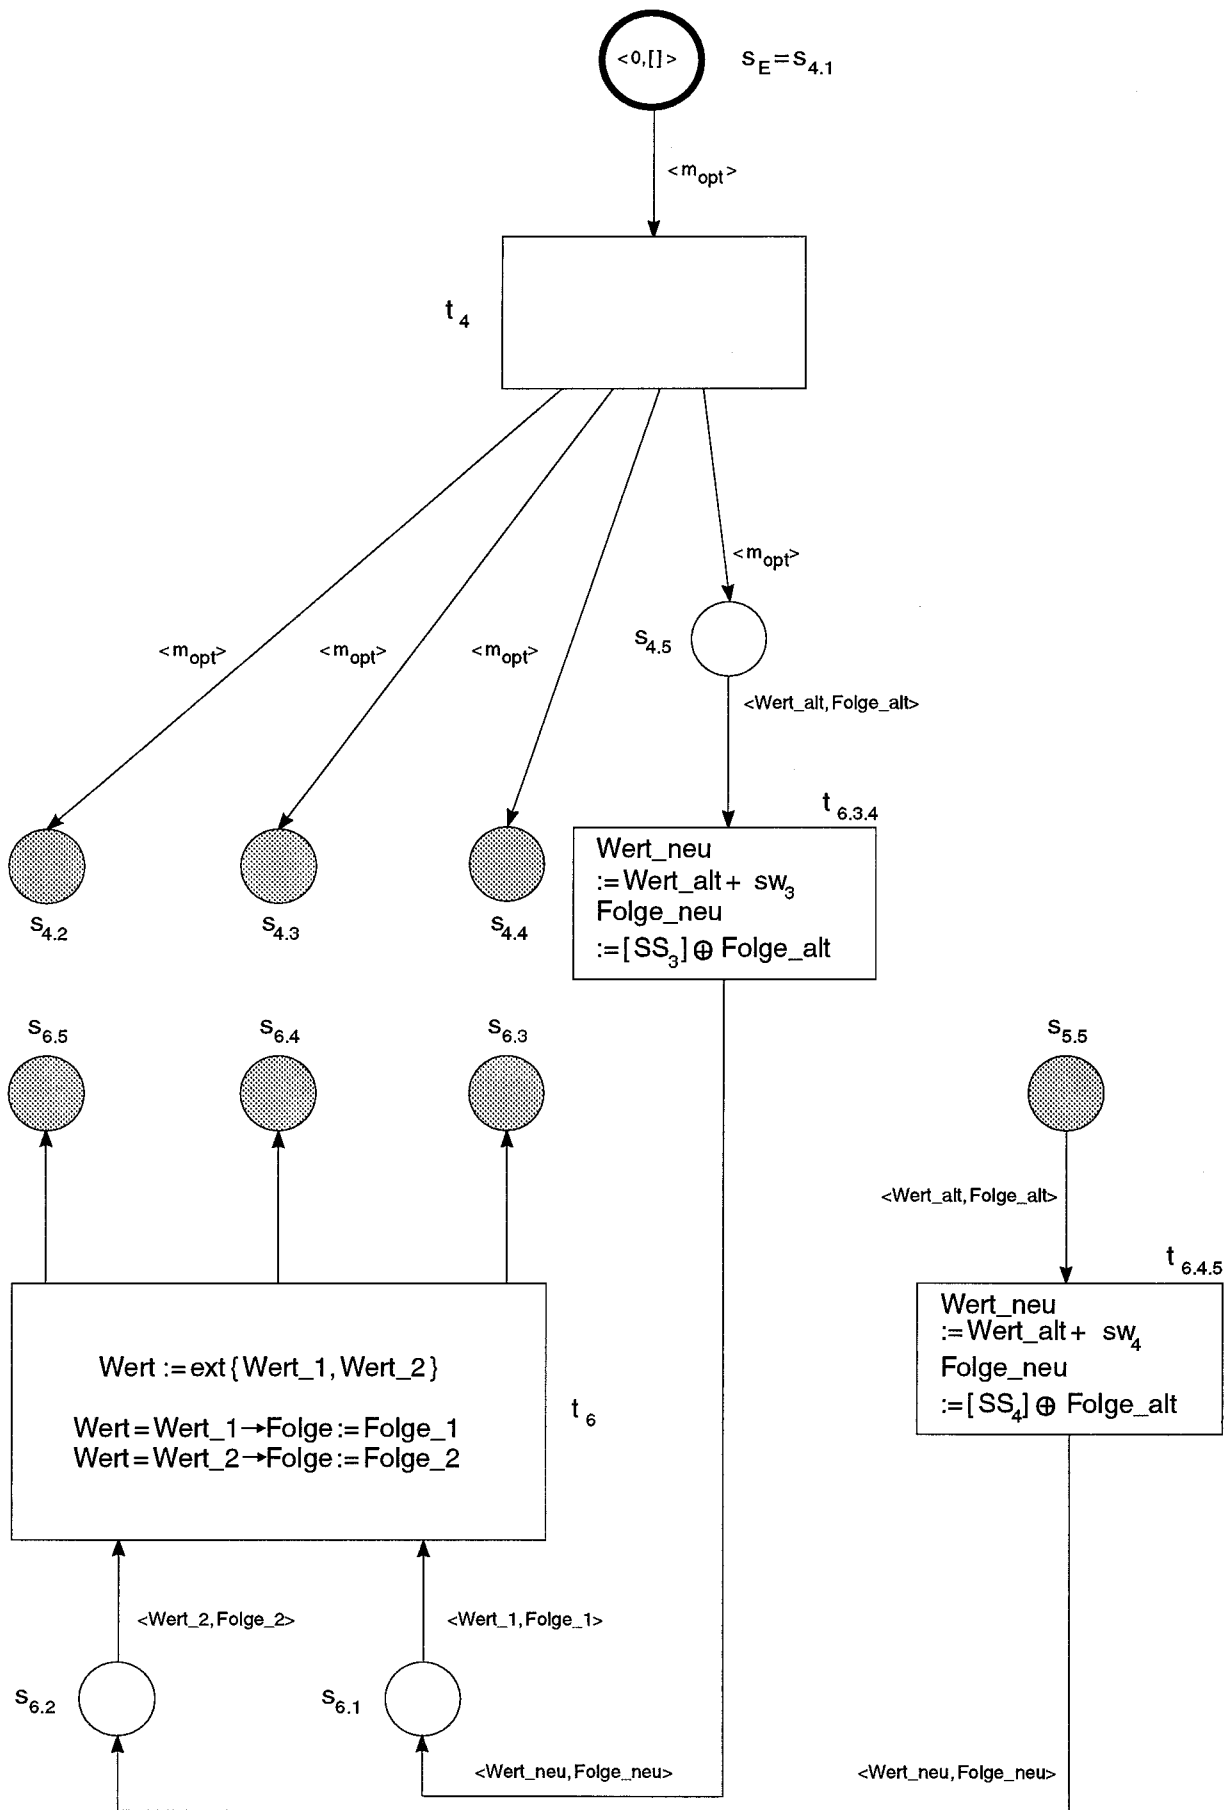 <0,[]>
s_E=s_4.1
<m_opt>
t_4
<m_opt>
s_4.5
<m_opt>
<m_opt>
<m_opt>
<Wert_alt,Folge_alt>
t_6.3.4
Wert_neu
:=Wert_alt+ sw_3
Folge_neu
:=[SS_3]⊕ Folge_alt
s_4.2
s_4.3
s_4.4
s_6.5
s_6.4
s_6.3
s_5.5
<Wert_alt,Folge_alt>
t_6.4.5
Wert_neu
:=Wert_alt+ sw_4
Folge_neu
:=[SS_4]⊕ Folge_alt
Wert:=ext{Wert_1,Wert_2}
Wert=Wert_1→Folge:=Folge_1
Wert=Wert_2→Folge:=Folge_2
t_6
<Wert_2,Folge_2>
<Wert_1,Folge_1>
s_6.2
s_6.1
<Wert_neu,Folge_neu>
<Wert_neu,Folge_neu>